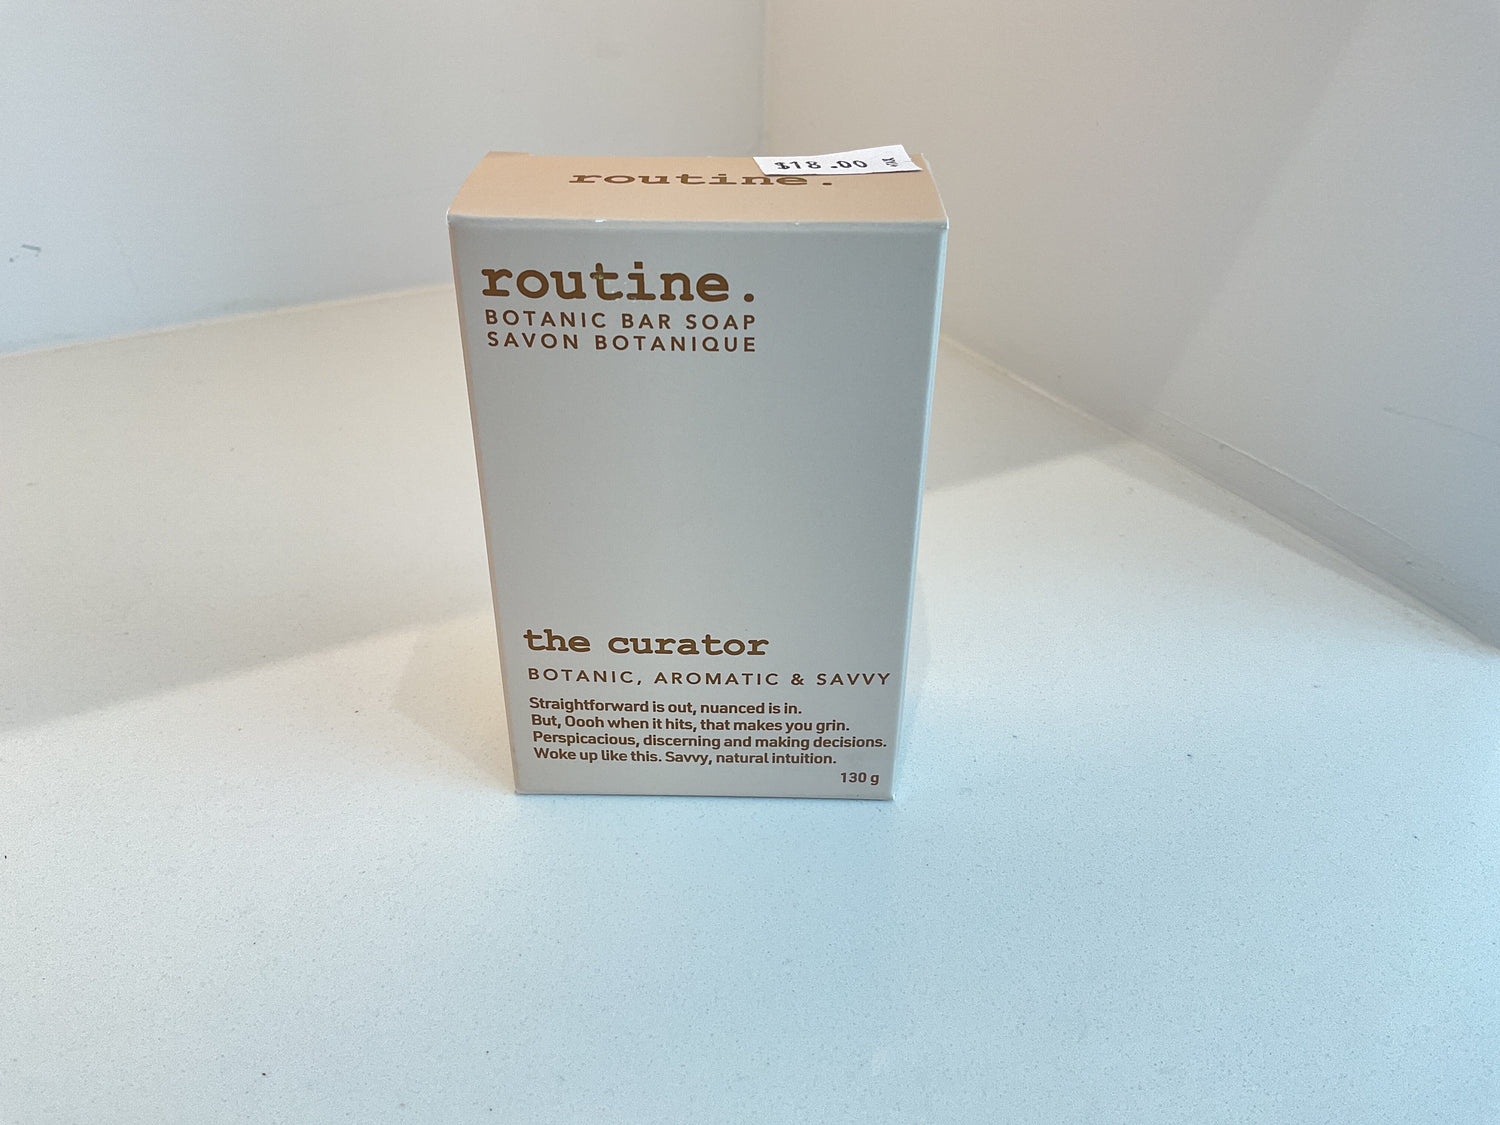 $18.00
routine.
routine.
BOTANIC BAR SOAP
SAVON BOTANIQUE
the curator
BOTANIC, AROMATIC & SAVVY
Straightforward is out, nuanced is in.
But, Oooh when it hits, that makes you grin.
Perspicacious, discerning and making decisions.
Woke up like this. Savvy, natural intuition.
130 g